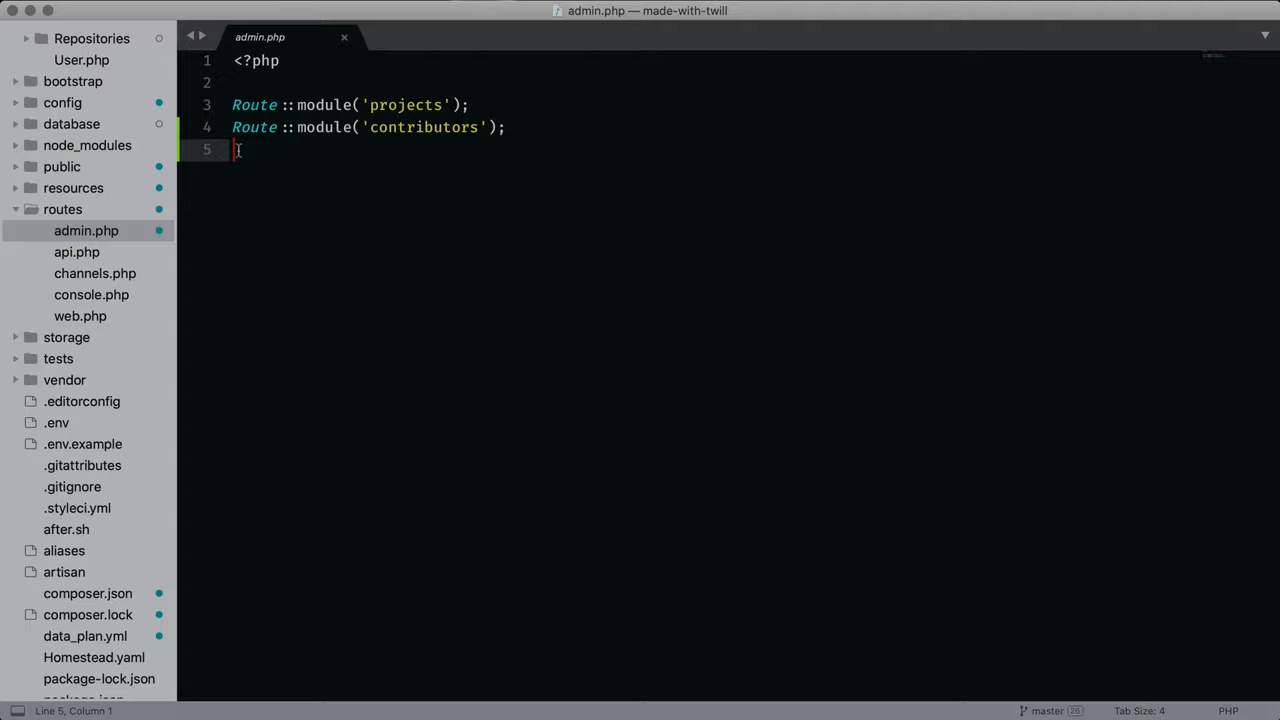 admin.php — made-with-twill
Repositories
User.php
bootstrap
config
database
node_modules
public
resources
routes
admin.php
api.php
channels.php
console.php
web.php
storage
tests
vendor
.editorconfig
.env
.env.example
.gitattributes
.gitignore
.styleci.yml
after.sh
aliases
artisan
composer.json
composer.lock
data_plan.yml
Homestead.yaml
package-lock.json
package.json
admin.php
1 <?php
2
3 Route::module('projects');
4 Route::module('contributors');
5
Line 5, Column 1
master 26
Tab Size: 4
PHP